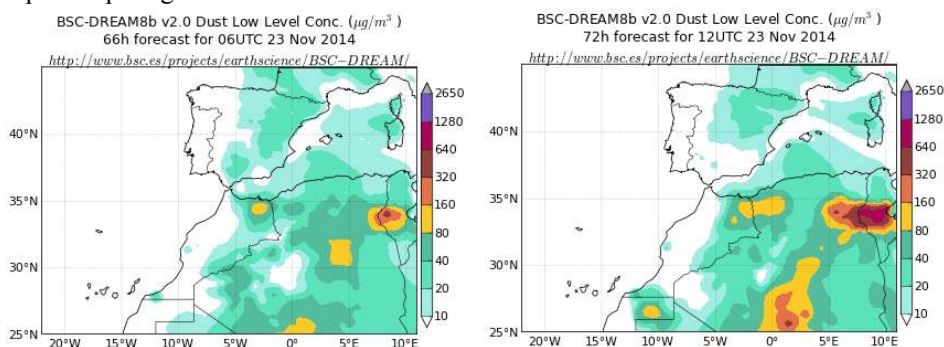 BSC-DREAM8b v2.0 Dust Low Level Conc. (μg/m³ )
66h forecast for 06UTC 23 Nov 2014
http://www.bsc.es/projects/earthscience/BSC−DREAM/
40°N
35°N
30°N
25°N
20°W 15°W 10°W 5°W 0°E 5°E 10°E
2650
1280
640
320
160
80
40
20
10
BSC-DREAM8b v2.0 Dust Low Level Conc. (μg/m³ )
72h forecast for 12UTC 23 Nov 2014
http://www.bsc.es/projects/earthscience/BSC−DREAM/
40°N
35°N
30°N
25°N
20°W 15°W 10°W 5°W 0°E 5°E 10°E
2650
1280
640
320
160
80
40
20
10